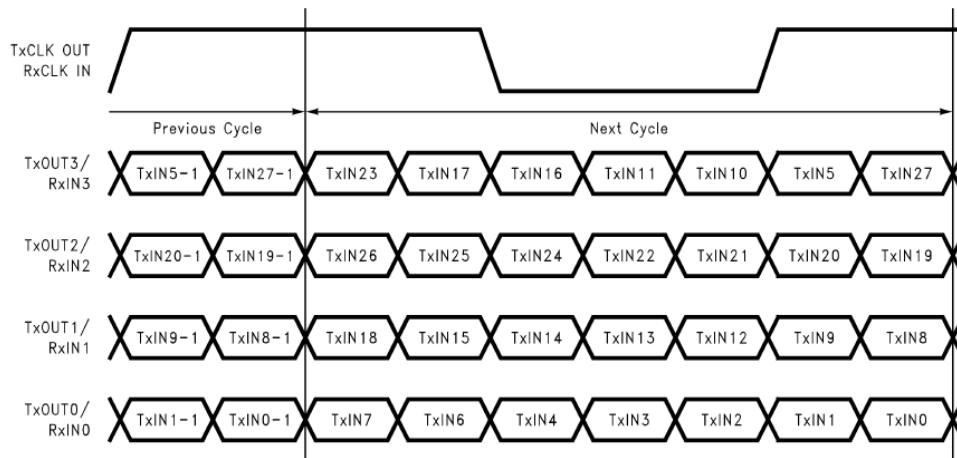 TxCLK OUT
RxCLK IN
Previous Cycle
Next Cycle
TxOUT3/
RxIN3
TxIN5-1 TxIN27-1 TxIN23 TxIN17 TxIN16 TxIN11 TxIN10 TxIN5 TxIN27
TxOUT2/
RxIN2
TxIN20-1 TxIN19-1 TxIN26 TxIN25 TxIN24 TxIN22 TxIN21 TxIN20 TxIN19
TxOUT1/
RxIN1
TxIN9-1 TxIN8-1 TxIN18 TxIN15 TxIN14 TxIN13 TxIN12 TxIN9 TxIN8
TxOUT0/
RxIN0
TxIN1-1 TxIN0-1 TxIN7 TxIN6 TxIN4 TxIN3 TxIN2 TxIN1 TxIN0